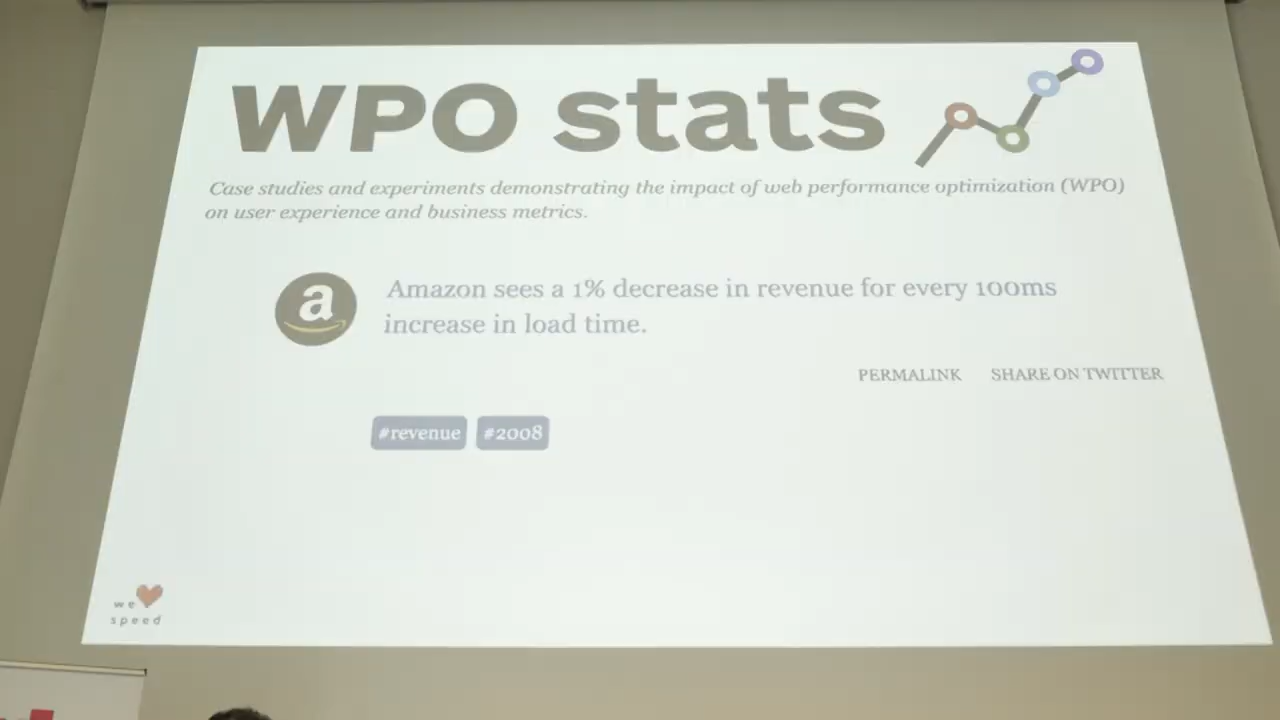 WPO stats
Case studies and experiments demonstrating the impact of web performance optimization (WPO)
on user experience and business metrics.
a
Amazon sees a 1% decrease in revenue for every 100ms
increase in load time.
PERMALINK SHARE ON TWITTER
#revenue #2008
we
speed